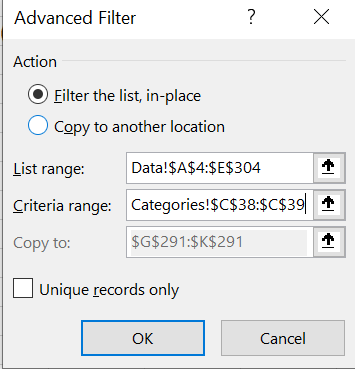 Advanced Filter ?
Action
Filter the list, in-place
Copy to another location
List range: Data!$A$4:$E$304
Criteria range: Categories!$C$38:$C$39
Copy to: $G$291:$K$291
Unique records only
OK Cancel